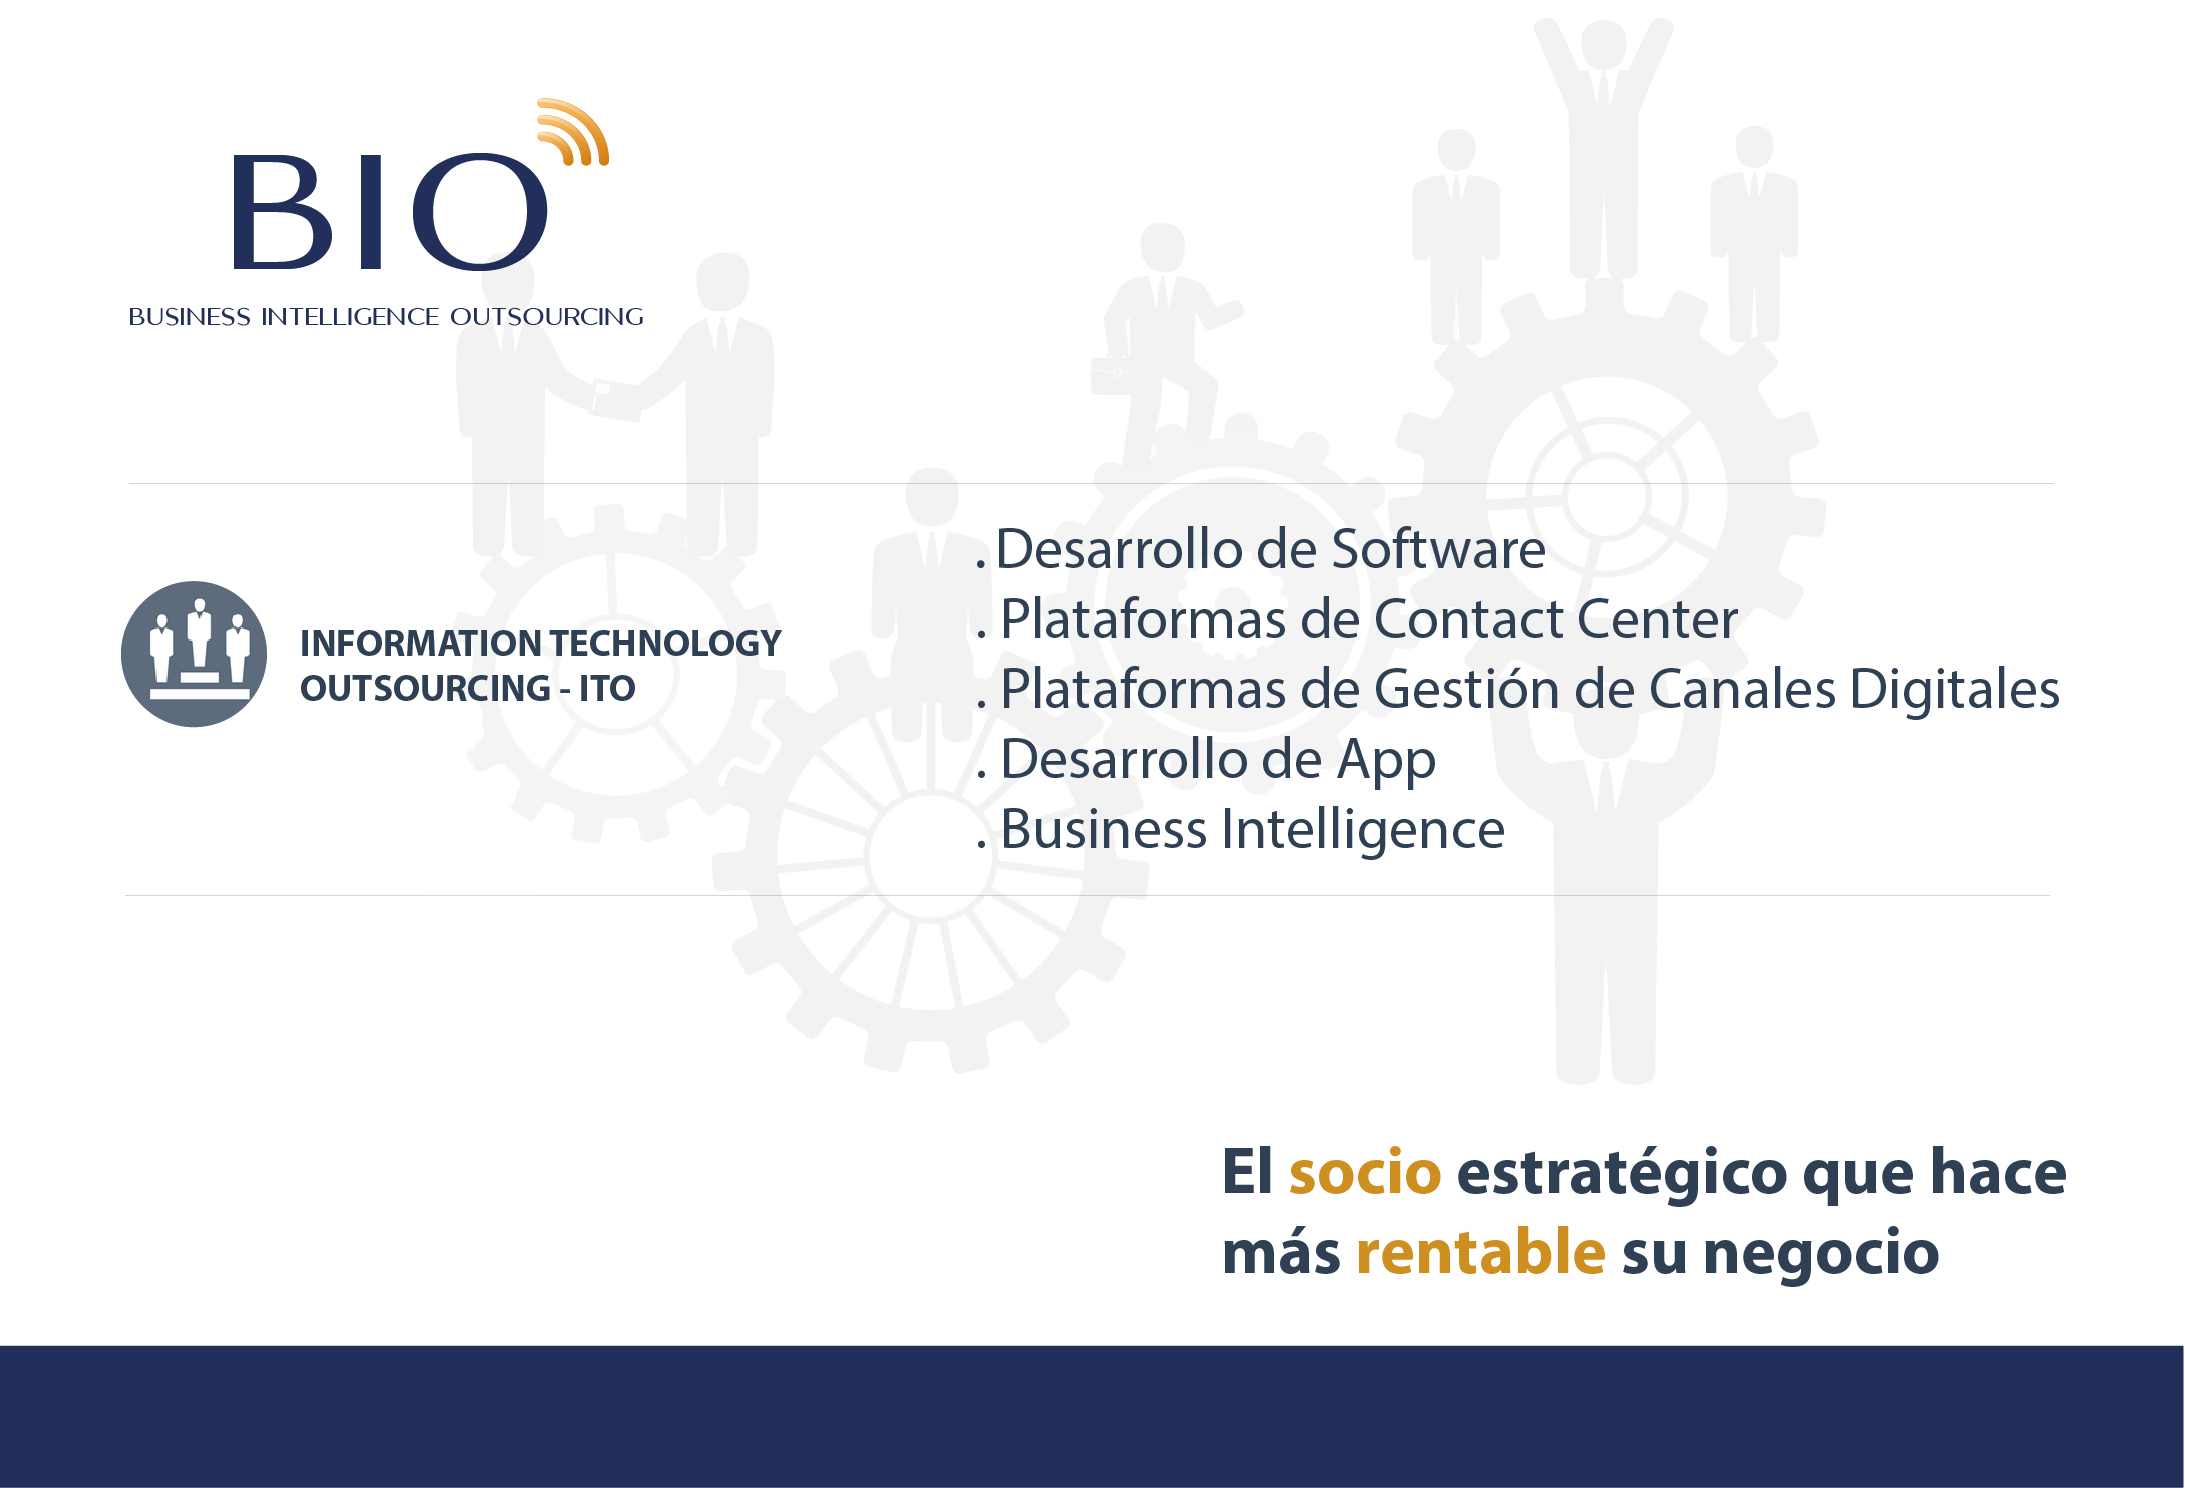 BIO
BUSINESS INTELLIGENCE OUTSOURCING
INFORMATION TECHNOLOGY
OUTSOURCING - ITO
. Desarrollo de Software
. Plataformas de Contact Center
. Plataformas de Gestión de Canales Digitales
. Desarrollo de App
. Business Intelligence
El socio estratégico que hace
más rentable su negocio